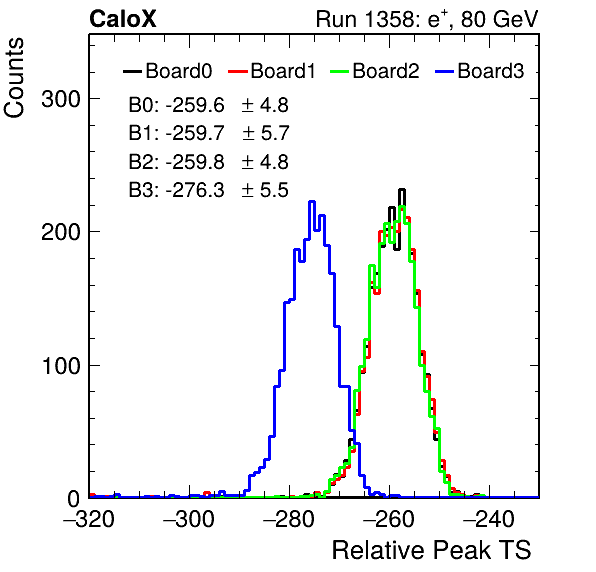 CaloX Run 1358: e⁺, 80 GeV
Counts
Board0 Board1 Board2 Board3
B0: -259.6 ± 4.8
B1: -259.7 ± 5.7
B2: -259.8 ± 4.8
B3: -276.3 ± 5.5
300
200
100
0
−320 −300 −280 −260 −240
Relative Peak TS